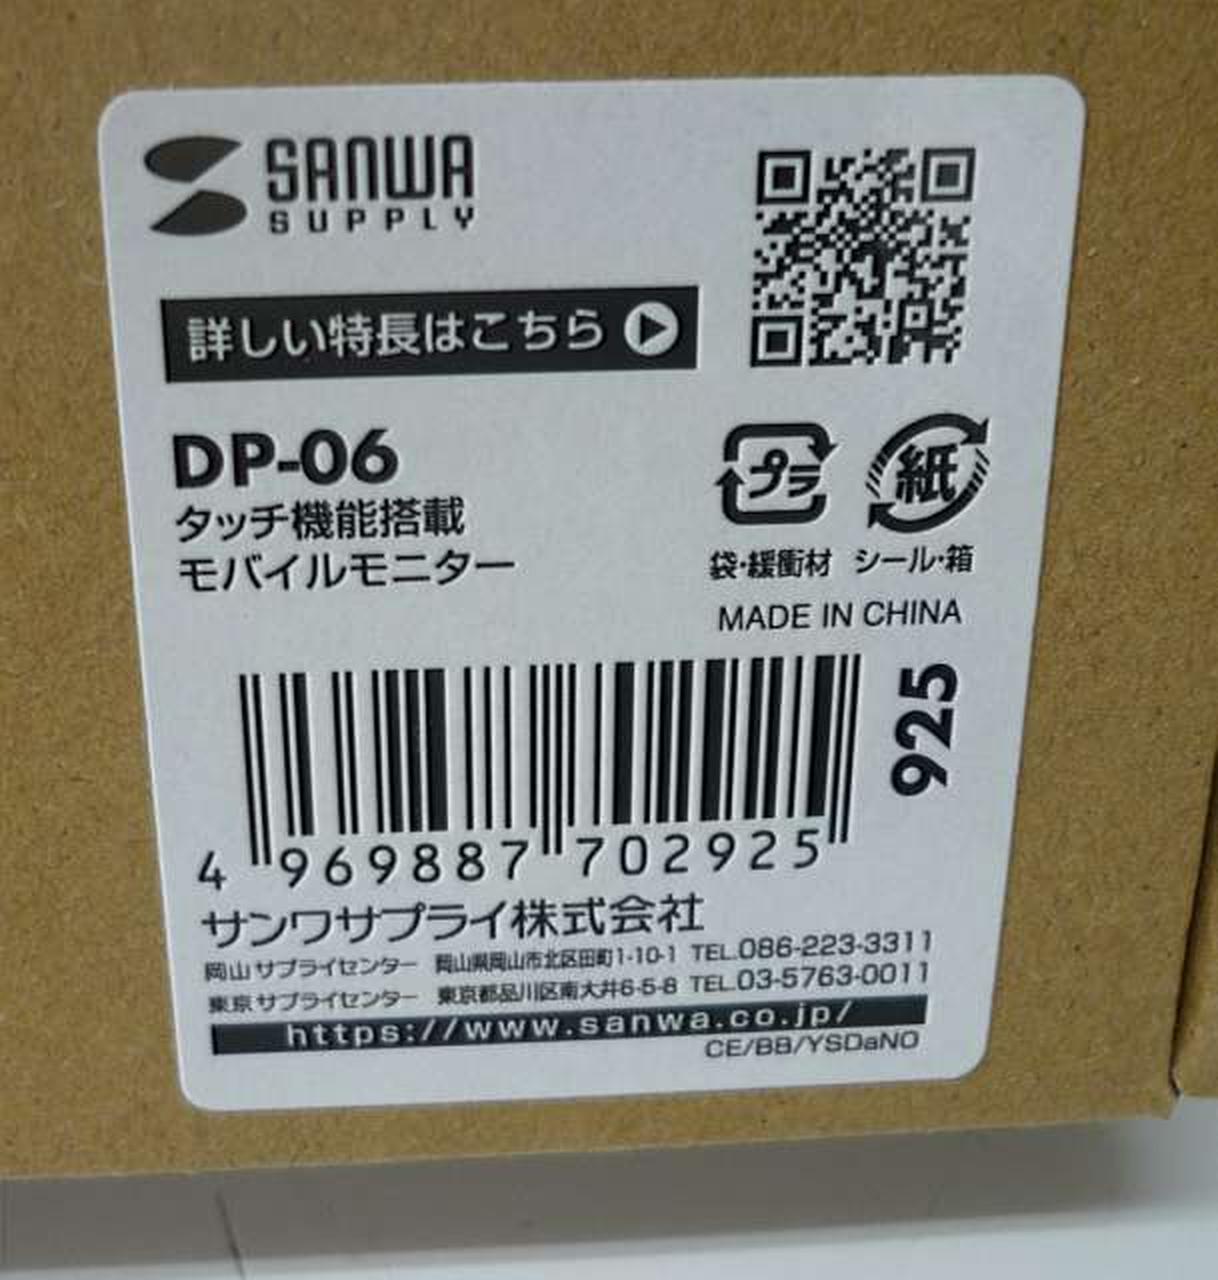 SANWA
SUPPLY
詳しい特長はこちら
DP-06
タッチ機能搭載
モバイルモニター
プラ
紙
袋・緩衝材
シール・箱
MADE IN CHINA
925
4 969887 702925
サンワサプライ株式会社
岡山サプライセンター 岡山県岡山市北区田町1-10-1 TEL.086-223-3311
東京サプライセンター 東京都品川区南大井6-5-8 TEL.03-5763-0011
https://www.sanwa.co.jp/
CE/BB/YSDaNO